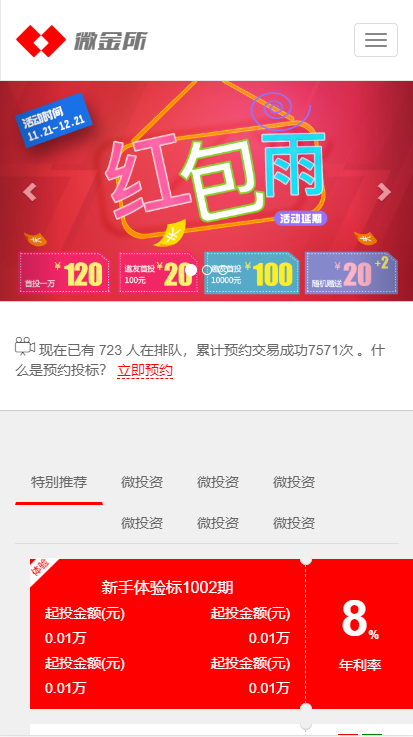 微金所
活动时间
11.21-12.21
红包雨
活动延期
首投一万 ¥120
邀友首投 100元 ¥20
10000元 ¥100
随机赠送 ¥20 +2
现在已有 723 人在排队，累计预约交易成功7571次 。什
么是预约投标？ 立即预约
特别推荐 微投资 微投资 微投资
微投资 微投资 微投资
体验
新手体验标1002期
起投金额(元) 起投金额(元)
0.01万 0.01万
起投金额(元) 起投金额(元)
0.01万 0.01万
8%
年利率